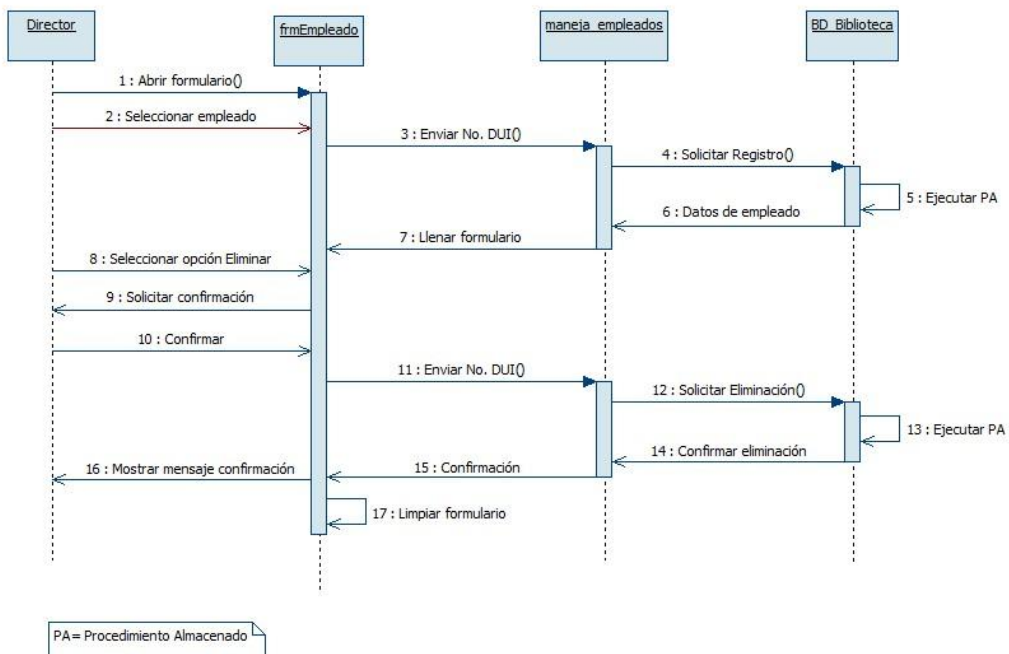 Director
frmEmpleado
maneja_empleados
BD_Biblioteca
1 : Abrir formulario()
2 : Seleccionar empleado
3 : Enviar No. DUI()
4 : Solicitar Registro()
5 : Ejecutar PA
6 : Datos de empleado
7 : Llenar formulario
8 : Seleccionar opción Eliminar
9 : Solicitar confirmación
10 : Confirmar
11 : Enviar No. DUI()
12 : Solicitar Eliminación()
13 : Ejecutar PA
14 : Confirmar eliminación
15 : Confirmación
16 : Mostrar mensaje confirmación
17 : Limpiar formulario
PA= Procedimiento Almacenado